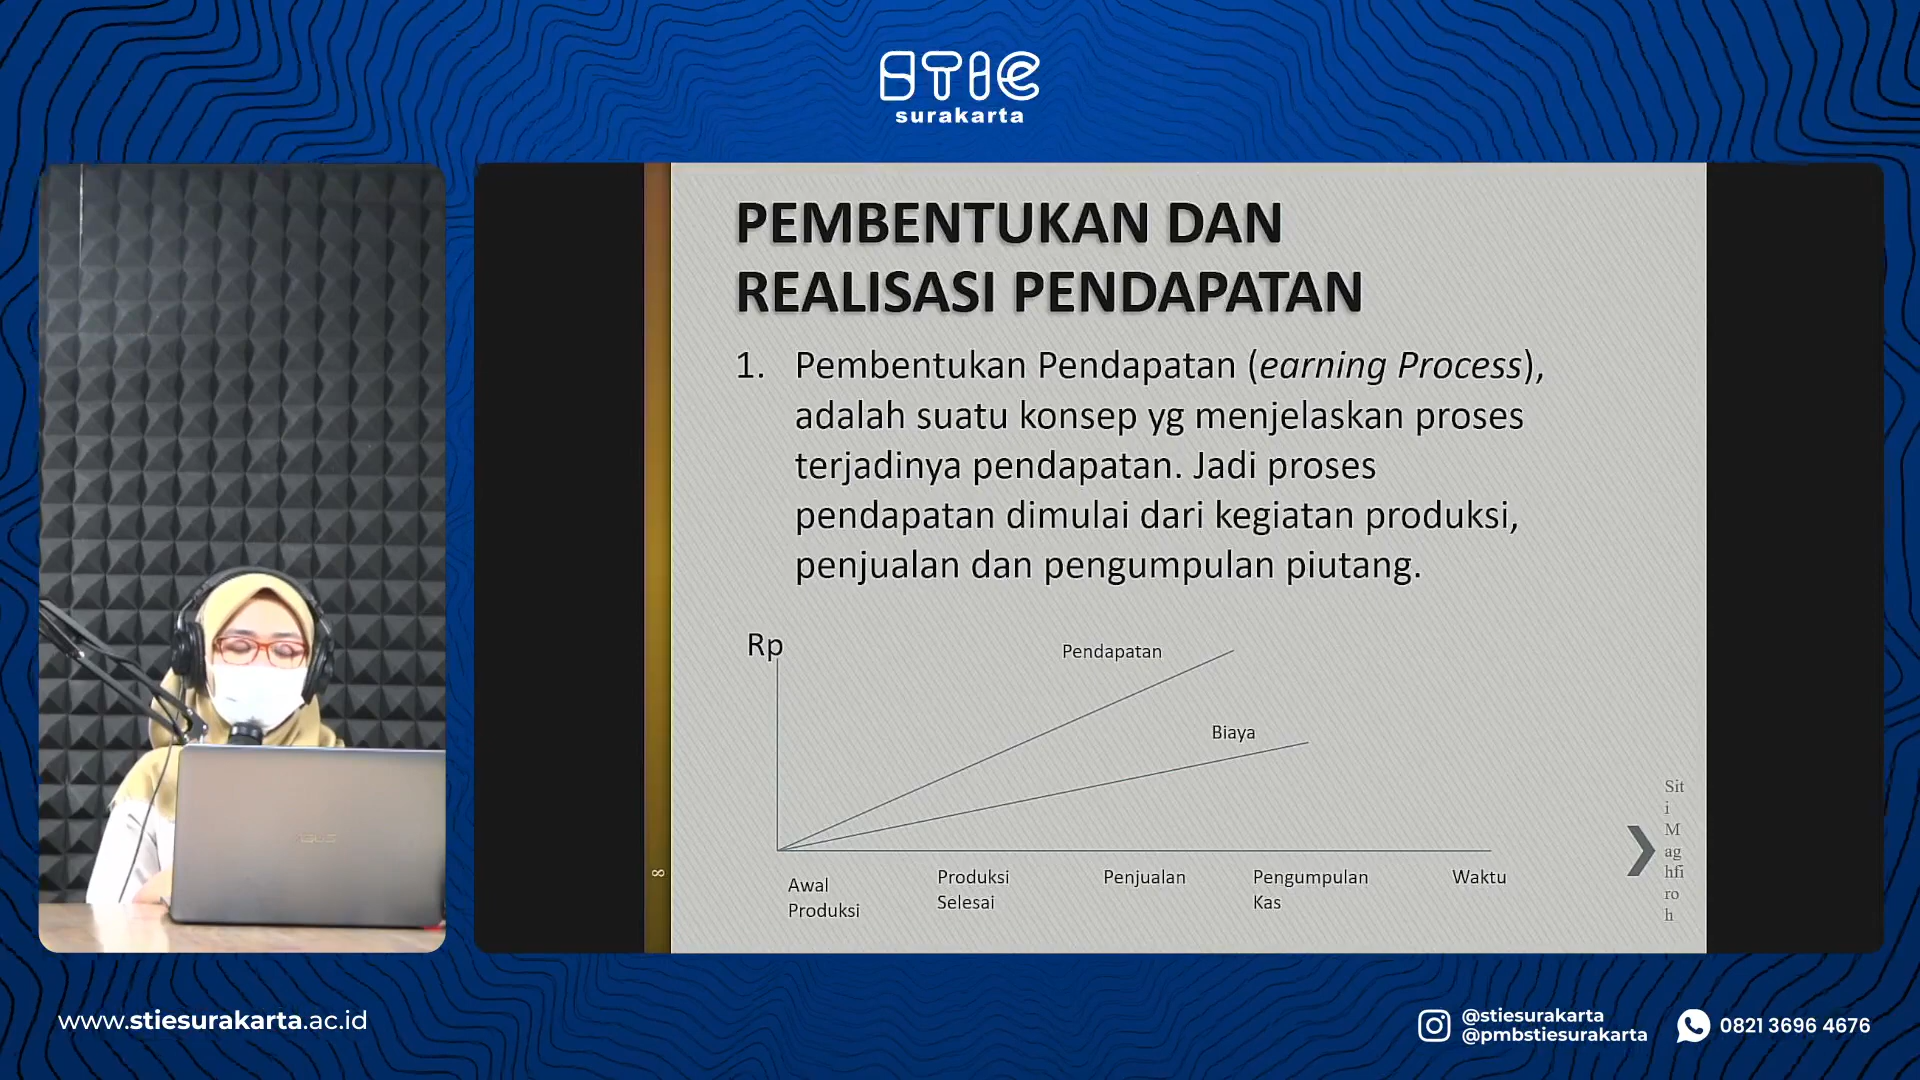 STIE
surakarta
PEMBENTUKAN DAN
REALISASI PENDAPATAN
1. Pembentukan Pendapatan (earning Process),
adalah suatu konsep yg menjelaskan proses
terjadinya pendapatan. Jadi proses
pendapatan dimulai dari kegiatan produksi,
penjualan dan pengumpulan piutang.
Rp
Pendapatan
Biaya
Awal
Produksi
Produksi
Selesai
Penjualan
Pengumpulan
Kas
Waktu
8
Sit
i
M
ag
hfi
ro
h
ASUS
www.stiesurakarta.ac.id
@stiesurakarta
@pmbstiesurakarta
0821 3696 4676